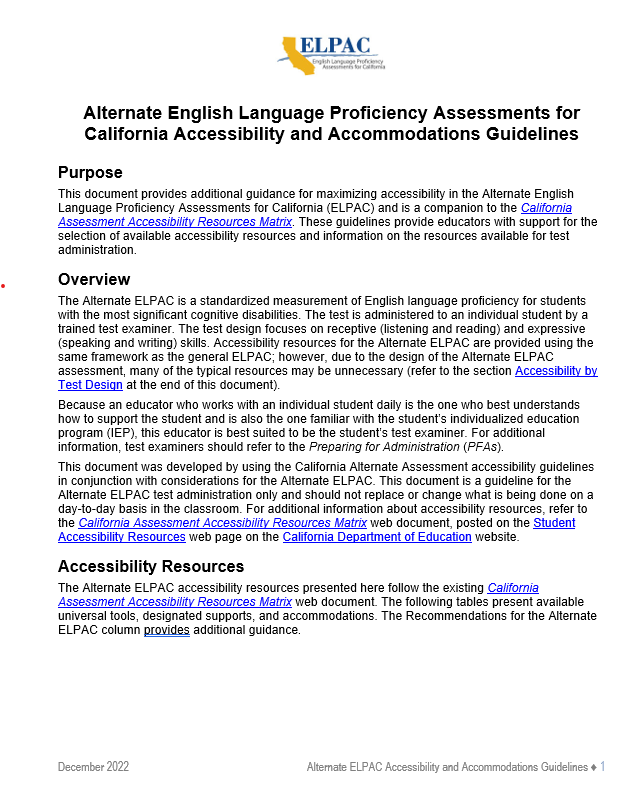 ELPAC
English Language Proficiency
Assessments for California
Alternate English Language Proficiency Assessments for
California Accessibility and Accommodations Guidelines
Purpose
This document provides additional guidance for maximizing accessibility in the Alternate English
Language Proficiency Assessments for California (ELPAC) and is a companion to the California
Assessment Accessibility Resources Matrix. These guidelines provide educators with support for the
selection of available accessibility resources and information on the resources available for test
administration.
Overview
The Alternate ELPAC is a standardized measurement of English language proficiency for students
with the most significant cognitive disabilities. The test is administered to an individual student by a
trained test examiner. The test design focuses on receptive (listening and reading) and expressive
(speaking and writing) skills. Accessibility resources for the Alternate ELPAC are provided using the
same framework as the general ELPAC; however, due to the design of the Alternate ELPAC
assessment, many of the typical resources may be unnecessary (refer to the section Accessibility by
Test Design at the end of this document).
Because an educator who works with an individual student daily is the one who best understands
how to support the student and is also the one familiar with the student's individualized education
program (IEP), this educator is best suited to be the student's test examiner. For additional
information, test examiners should refer to the Preparing for Administration (PFAs).
This document was developed by using the California Alternate Assessment accessibility guidelines
in conjunction with considerations for the Alternate ELPAC. This document is a guideline for the
Alternate ELPAC test administration only and should not replace or change what is being done on a
day-to-day basis in the classroom. For additional information about accessibility resources, refer to
the California Assessment Accessibility Resources Matrix web document, posted on the Student
Accessibility Resources web page on the California Department of Education website.
Accessibility Resources
The Alternate ELPAC accessibility resources presented here follow the existing California
Assessment Accessibility Resources Matrix web document. The following tables present available
universal tools, designated supports, and accommodations. The Recommendations for the Alternate
ELPAC column provides additional guidance.
December 2022
Alternate ELPAC Accessibility and Accommodations Guidelines ♦ 1